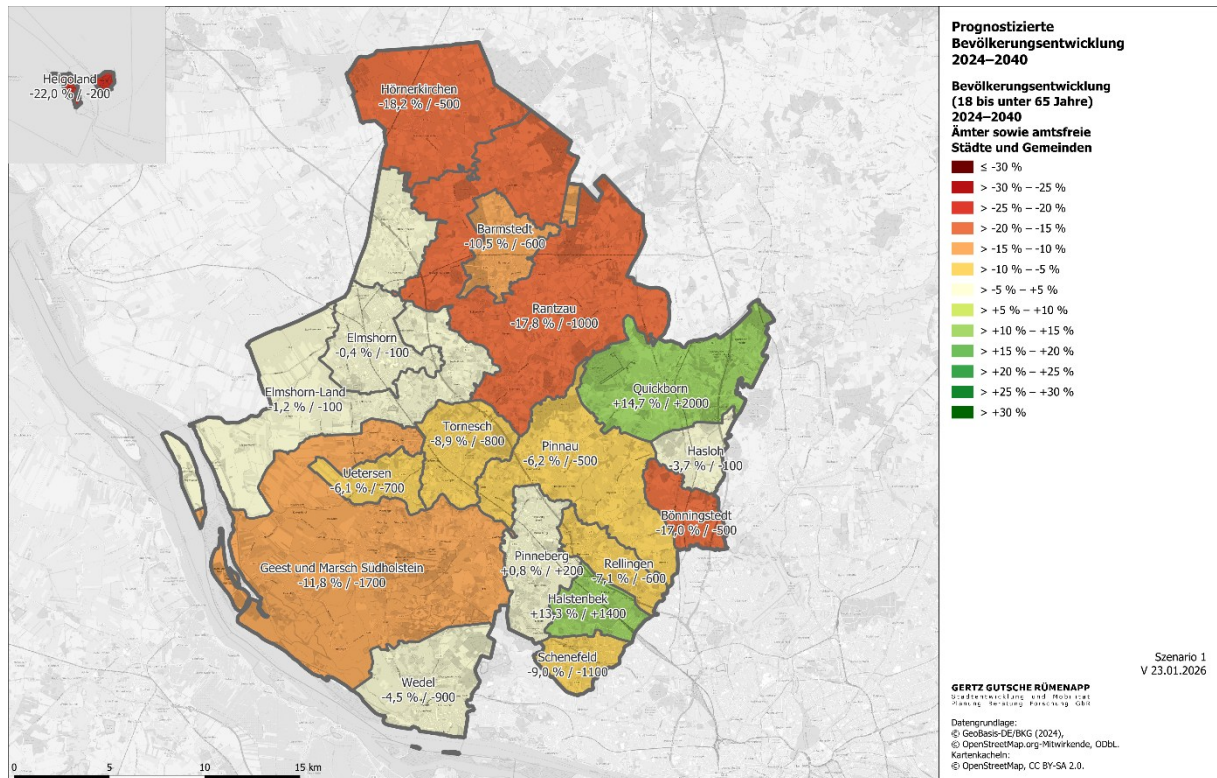 Helgoland
-22,0 % / -200
Hörnerkirchen
-18,2 % / -500
Barmstedt
-10,5 % / -600
Rantzau
-17,8 % / -1000
Elmshorn
-0,4 % / -100
Elmshorn-Land
-1,2 % / -100
Quickborn
+14,7 % / +2000
Tornesch
-8,9 % / -800
Pinnau
-6,2 % / -500
Hasloh
-3,7 % / -100
Uetersen
-6,1 % / -700
Bönningstedt
-17,0 % / -500
Geest und Marsch Südholstein
-11,8 % / -1700
Pinneberg
+0,8 % / +200
Rellingen
-7,1 % / -600
Halstenbek
+13,3 % / +1400
Schenefeld
-9,0 % / -1100
Wedel
-4,5 % / -900
0 5 10 15 km
Prognostizierte
Bevölkerungsentwicklung
2024–2040
Bevölkerungsentwicklung
(18 bis unter 65 Jahre)
2024–2040
Ämter sowie amtsfreie
Städte und Gemeinden
≤ -30 %
> -30 % – -25 %
> -25 % – -20 %
> -20 % – -15 %
> -15 % – -10 %
> -10 % – -5 %
> -5 % – +5 %
> +5 % – +10 %
> +10 % – +15 %
> +15 % – +20 %
> +20 % – +25 %
> +25 % – +30 %
> +30 %
Szenario 1
V 23.01.2026
GERTZ GUTSCHE RÜMENAPP
Stadtentwicklung und Mobilität
Planung Beratung Forschung GbR
Datengrundlage:
© GeoBasis-DE/BKG (2024),
© OpenStreetMap.org-Mitwirkende, ODbL.
Kartenkacheln:
© OpenStreetMap, CC BY-SA 2.0.